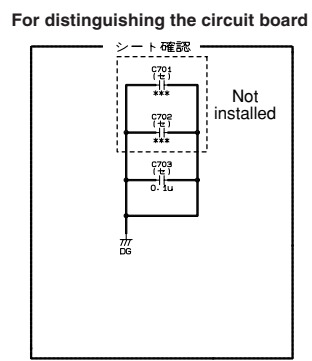 For distinguishing the circuit board
シート確認
C701
(セ)
***
Not
installed
C702
(セ)
***
C703
(セ)
0.1u
DG